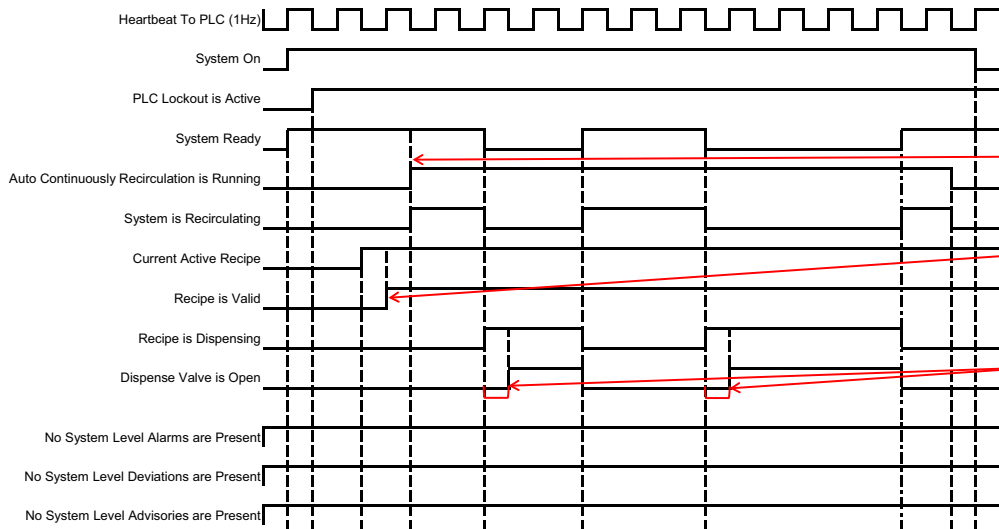 Heartbeat To PLC (1Hz)
System On
PLC Lockout is Active
System Ready
Auto Continuously Recirculation is Running
System is Recirculating
Current Active Recipe
Recipe is Valid
Recipe is Dispensing
Dispense Valve is Open
No System Level Alarms are Present
No System Level Deviations are Present
No System Level Advisories are Present